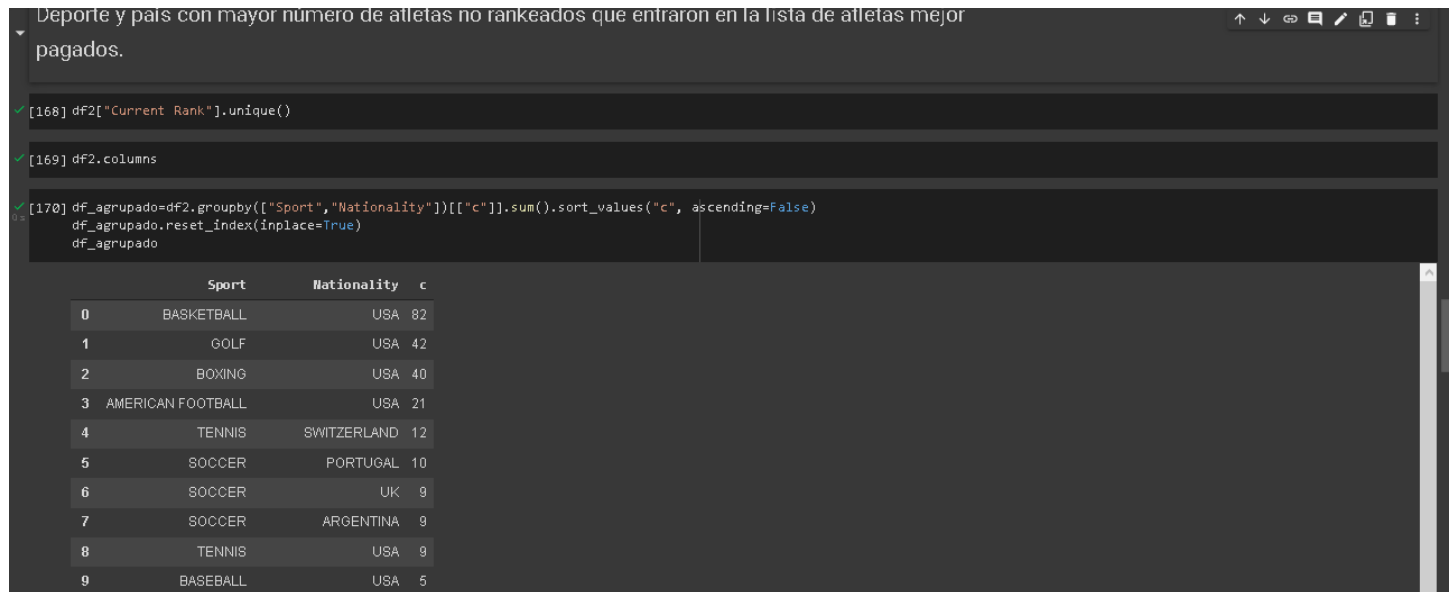 Deporte y país con mayor número de atletas no rankeados que entraron en la lista de atletas mejor
pagados.
[168] df2["Current Rank"].unique()
[169] df2.columns
[170] df_agrupado=df2.groupby(["Sport","Nationality"])[["c"]].sum().sort_values("c", ascending=False)
0s
df_agrupado.reset_index(inplace=True)
df_agrupado
Sport Nationality c
0 BASKETBALL USA 82
1 GOLF USA 42
2 BOXING USA 40
3 AMERICAN FOOTBALL USA 21
4 TENNIS SWITZERLAND 12
5 SOCCER PORTUGAL 10
6 SOCCER UK 9
7 SOCCER ARGENTINA 9
8 TENNIS USA 9
9 BASEBALL USA 5